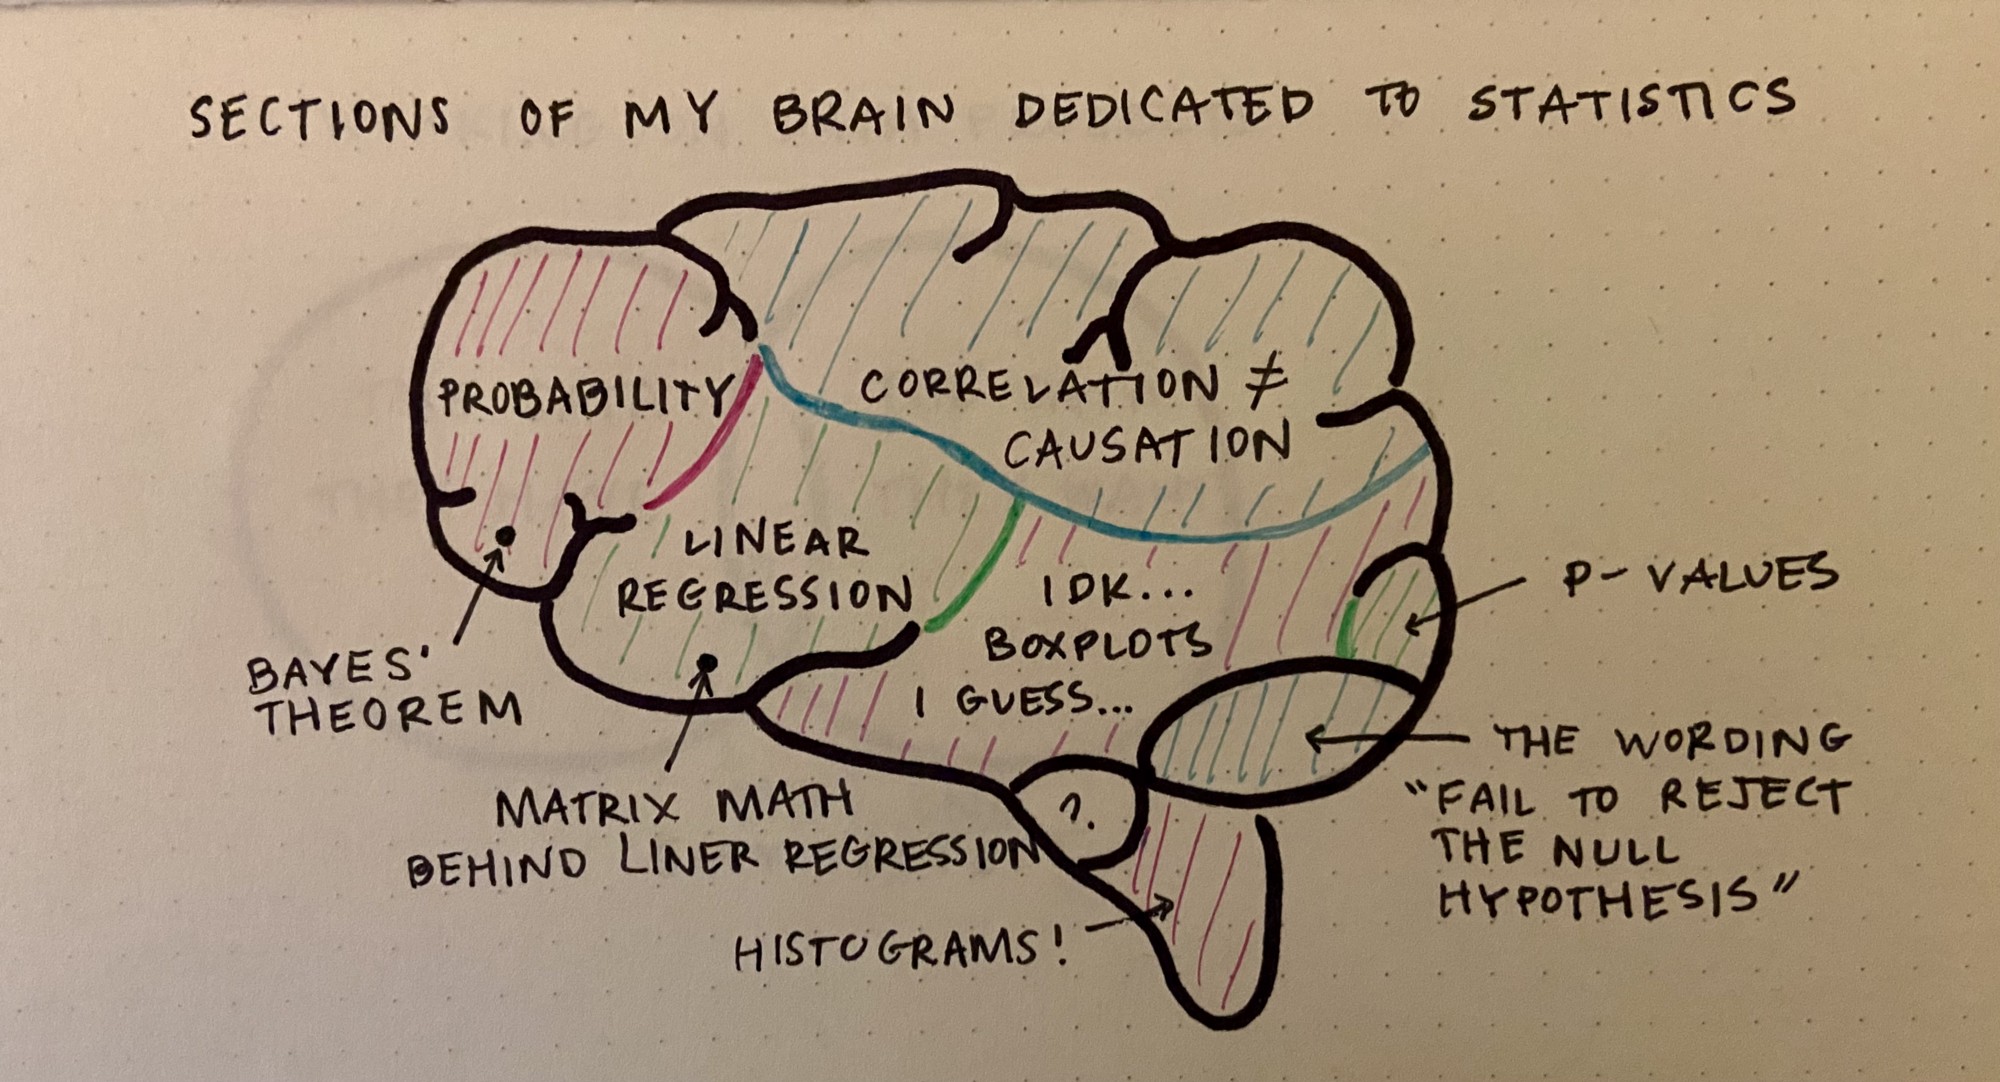 SECTIONS OF MY BRAIN DEDICATED TO STATISTICS
PROBABILITY
CORRELATION ≠
CAUSATION
LINEAR
REGRESSION
IDK...
BOXPLOTS
I GUESS...
P-VALUES
BAYES'
THEOREM
THE WORDING
"FAIL TO REJECT
THE NULL
HYPOTHESIS"
MATRIX MATH
BEHIND LINER REGRESSION
?
HISTOGRAMS!